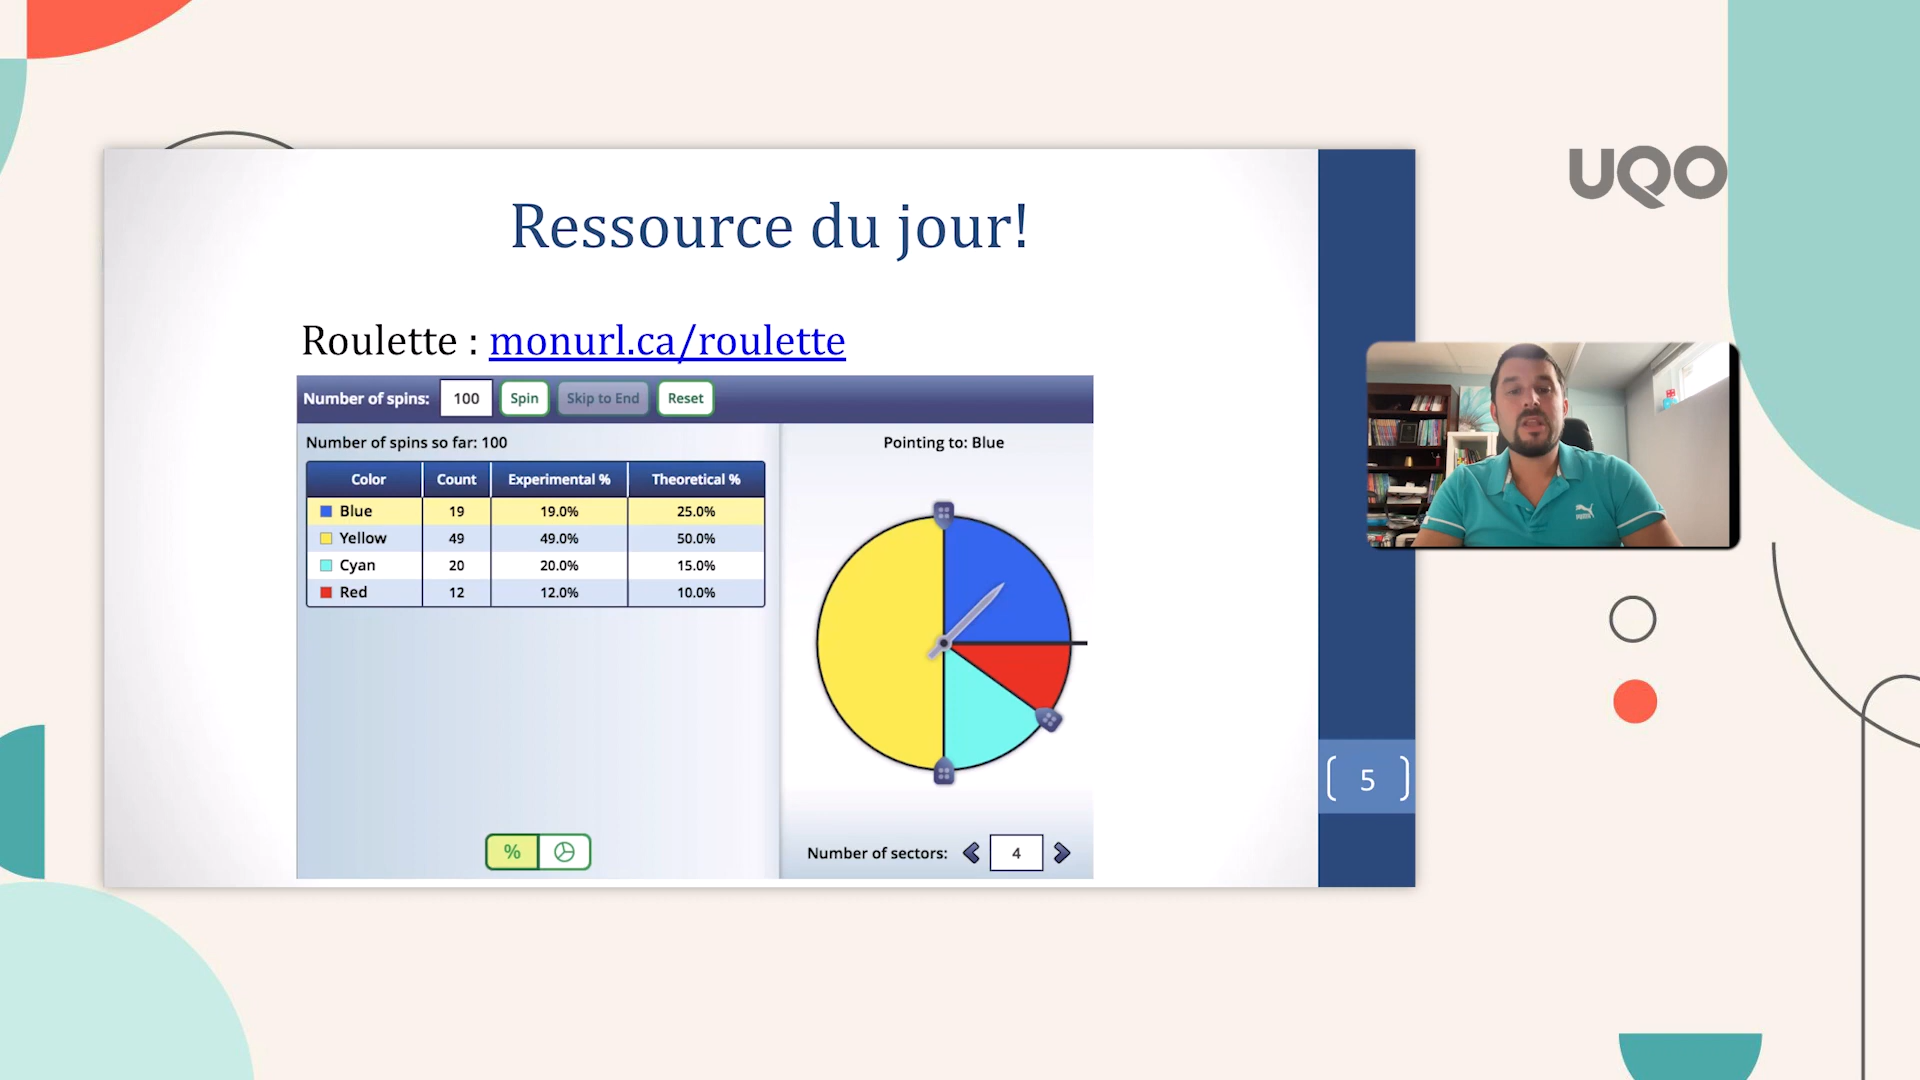 Ressource du jour!
UQO
Roulette : monurl.ca/roulette
Number of spins: 100 Spin Skip to End Reset
Number of spins so far: 100
Pointing to: Blue
Color Count Experimental % Theoretical %
Blue 19 19.0% 25.0%
Yellow 49 49.0% 50.0%
Cyan 20 20.0% 15.0%
Red 12 12.0% 10.0%
5
%
Number of sectors: 4